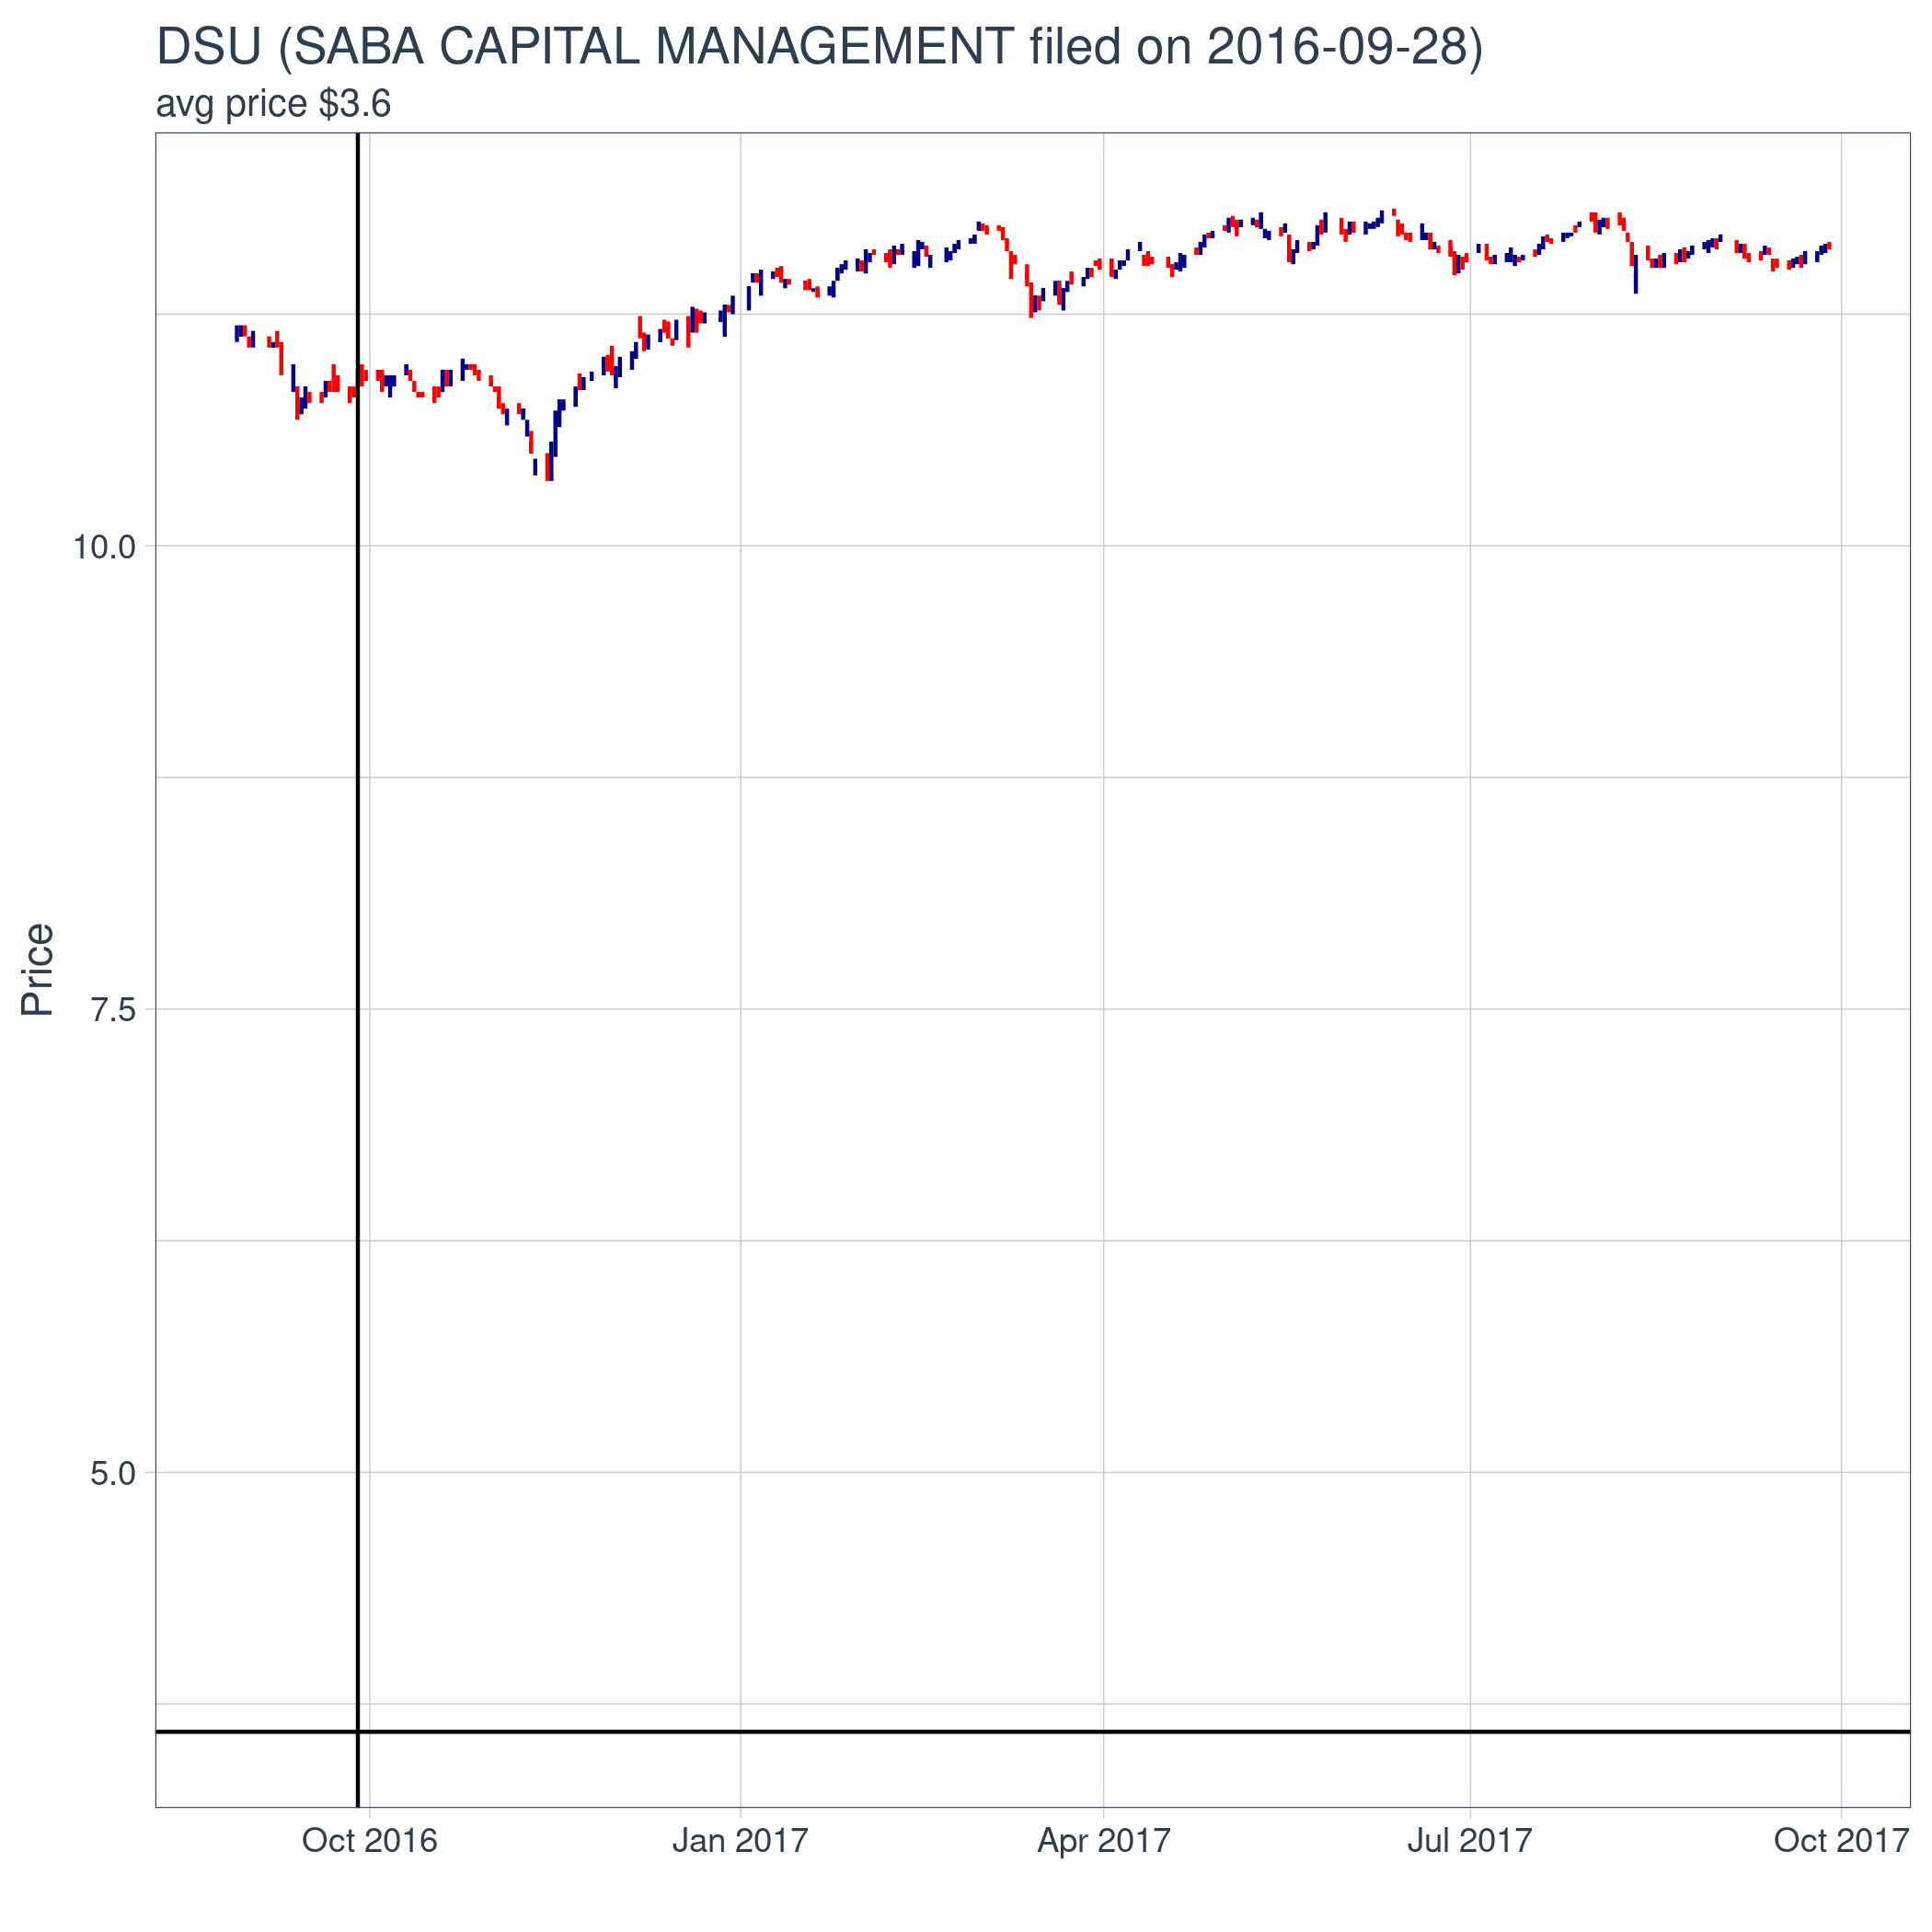 DSU (SABA CAPITAL MANAGEMENT filed on 2016-09-28)
avg price $3.6
Price
10.0
7.5
5.0
Oct 2016
Jan 2017
Apr 2017
Jul 2017
Oct 2017